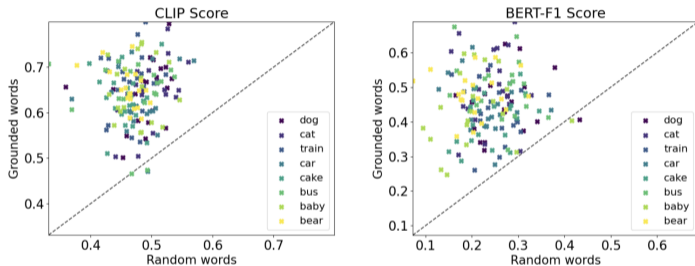 CLIP Score
Grounded words
0.7
0.6
0.5
0.4
0.4
0.5
0.6
0.7
Random words
dog
cat
train
car
cake
bus
baby
bear
BERT-F1 Score
Grounded words
0.6
0.5
0.4
0.3
0.2
0.1
0.1
0.2
0.3
0.4
0.5
0.6
Random words
dog
cat
train
car
cake
bus
baby
bear